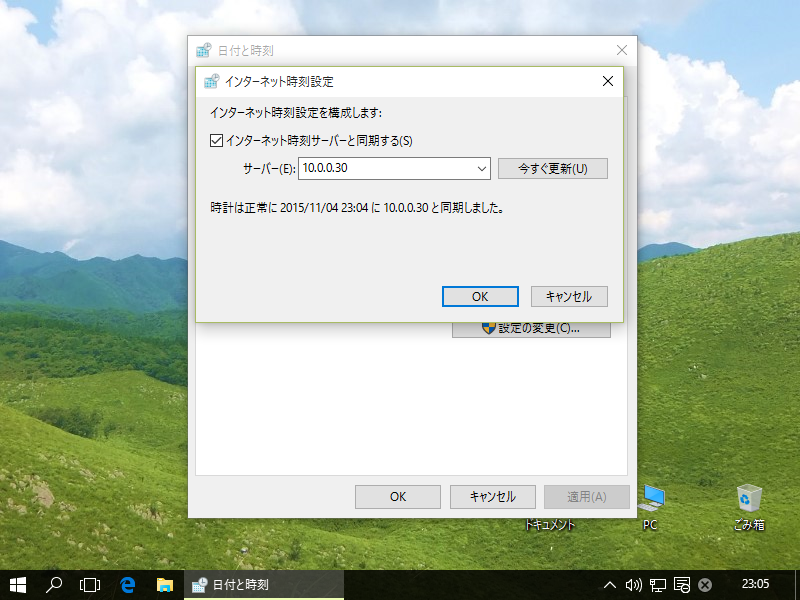 日付と時刻
インターネット時刻設定
インターネット時刻設定を構成します:
インターネット時刻サーバーと同期する(S)
サーバー(E): 10.0.0.30 今すぐ更新(U)
時計は正常に 2015/11/04 23:04 に 10.0.0.30 と同期しました。
OK キャンセル
設定の変更(C)...
OK キャンセル 適用(A)
ドキュメント PC ごみ箱
日付と時刻 23:05